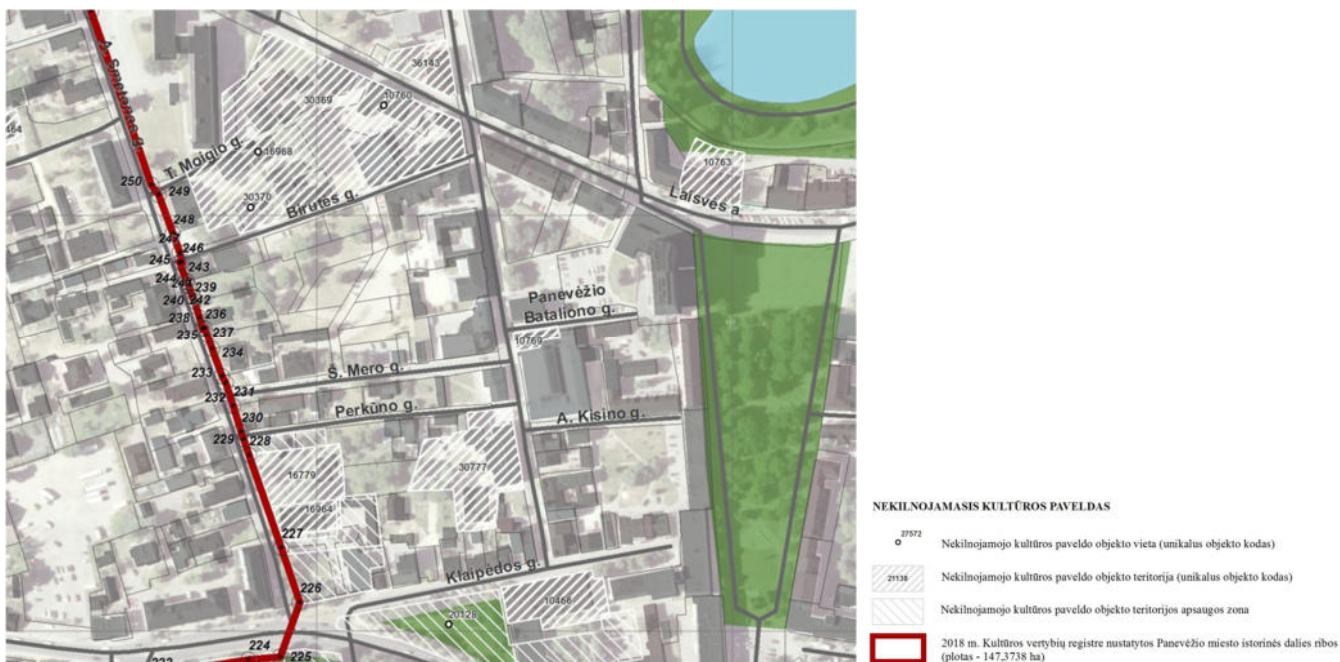 36143
A. Smetonos g.
30369
10760
T. Moigio g.
16968
10763
250
249
30370
Birutės g.
Laisvės a
248
247
246
245
243
244
239
240
242
Panevėžio
Bataliono g.
236
238
237
235
10769
234
Š. Mero g.
233
231
232
Perkūno g.
A. Kisino g.
230
229
228
16779
30777
16964
227
Klaipėdos g.
226
10466
20128
224
225
NEKILNOJAMASIS KULTŪROS PAVELDAS
27572
Nekilnojamojo kultūros paveldo objekto vieta (unikalus objekto kodas)
21138
Nekilnojamojo kultūros paveldo objekto teritorija (unikalus objekto kodas)
Nekilnojamojo kultūros paveldo objekto teritorijos apsaugos zona
2018 m. Kultūros vertybių registre nustatytos Panevėžio miesto istorinės dalies ribos
(plotas - 147,3738 ha)